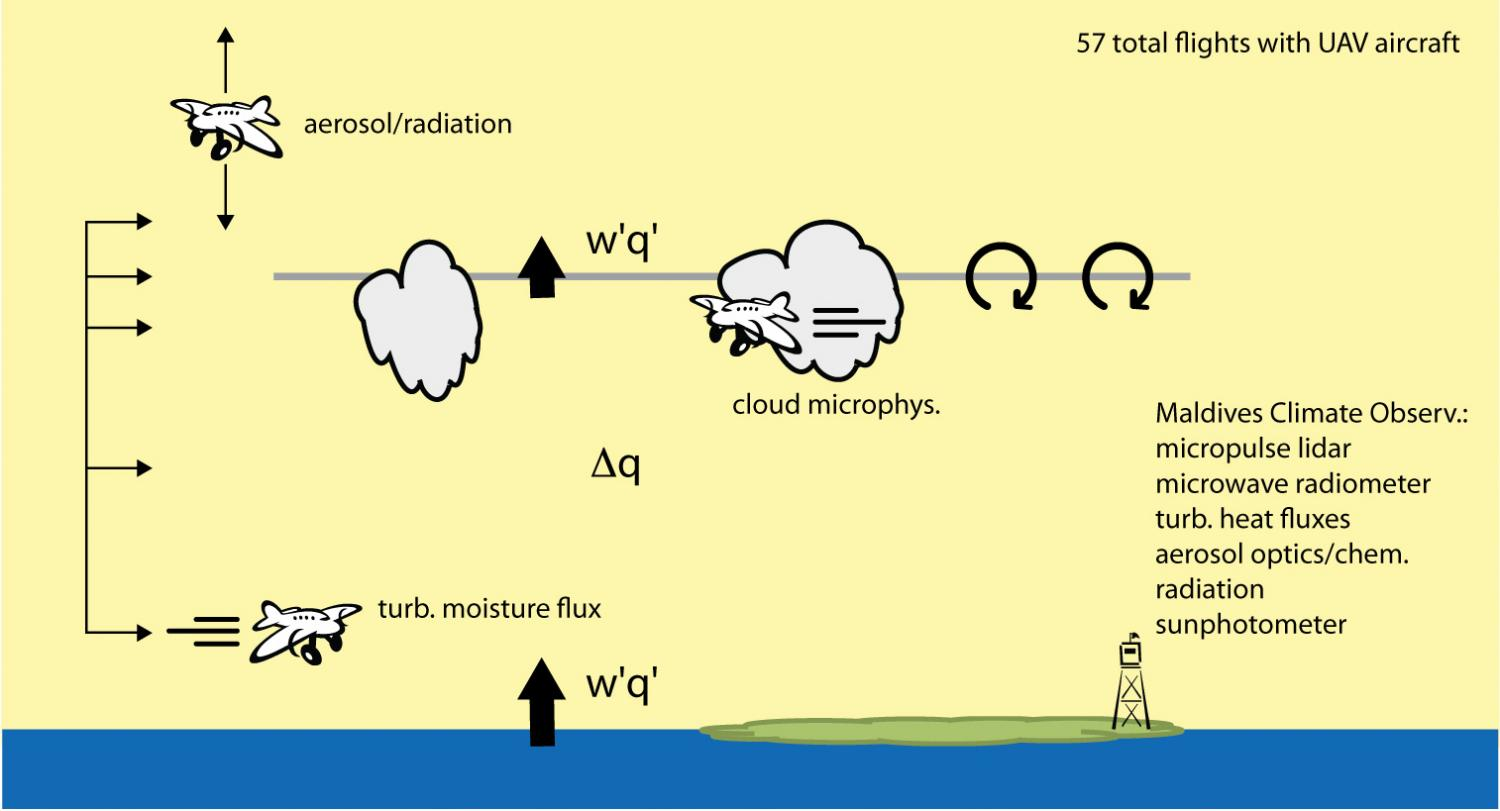 57 total flights with UAV aircraft
aerosol/radiation
w'q'
cloud microphys.
Δq
Maldives Climate Observ.:
micropulse lidar
microwave radiometer
turb. heat fluxes
aerosol optics/chem.
radiation
sunphotometer
turb. moisture flux
w'q'